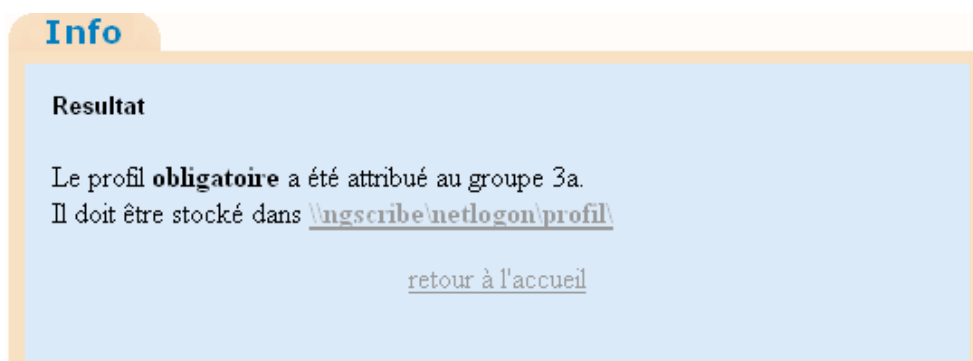 Info
Resultat
Le profil obligatoire a été attribué au groupe 3a.
Il doit être stocké dans \\ngscribe\netlogon\profil\
retour à l'accueil